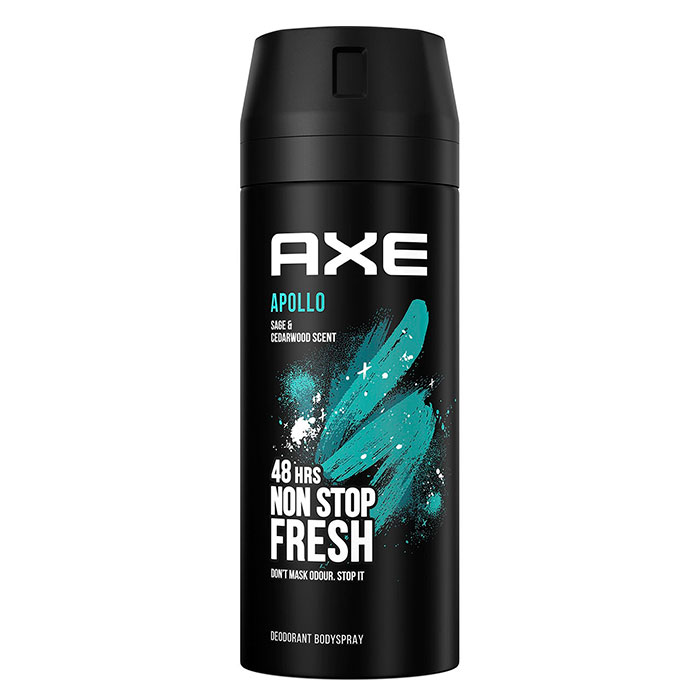 AXE
APOLLO
SAGE &
CEDARWOOD SCENT
48 HRS
NON STOP
FRESH
DON'T MASK ODOUR. STOP IT
DEODORANT BODYSPRAY